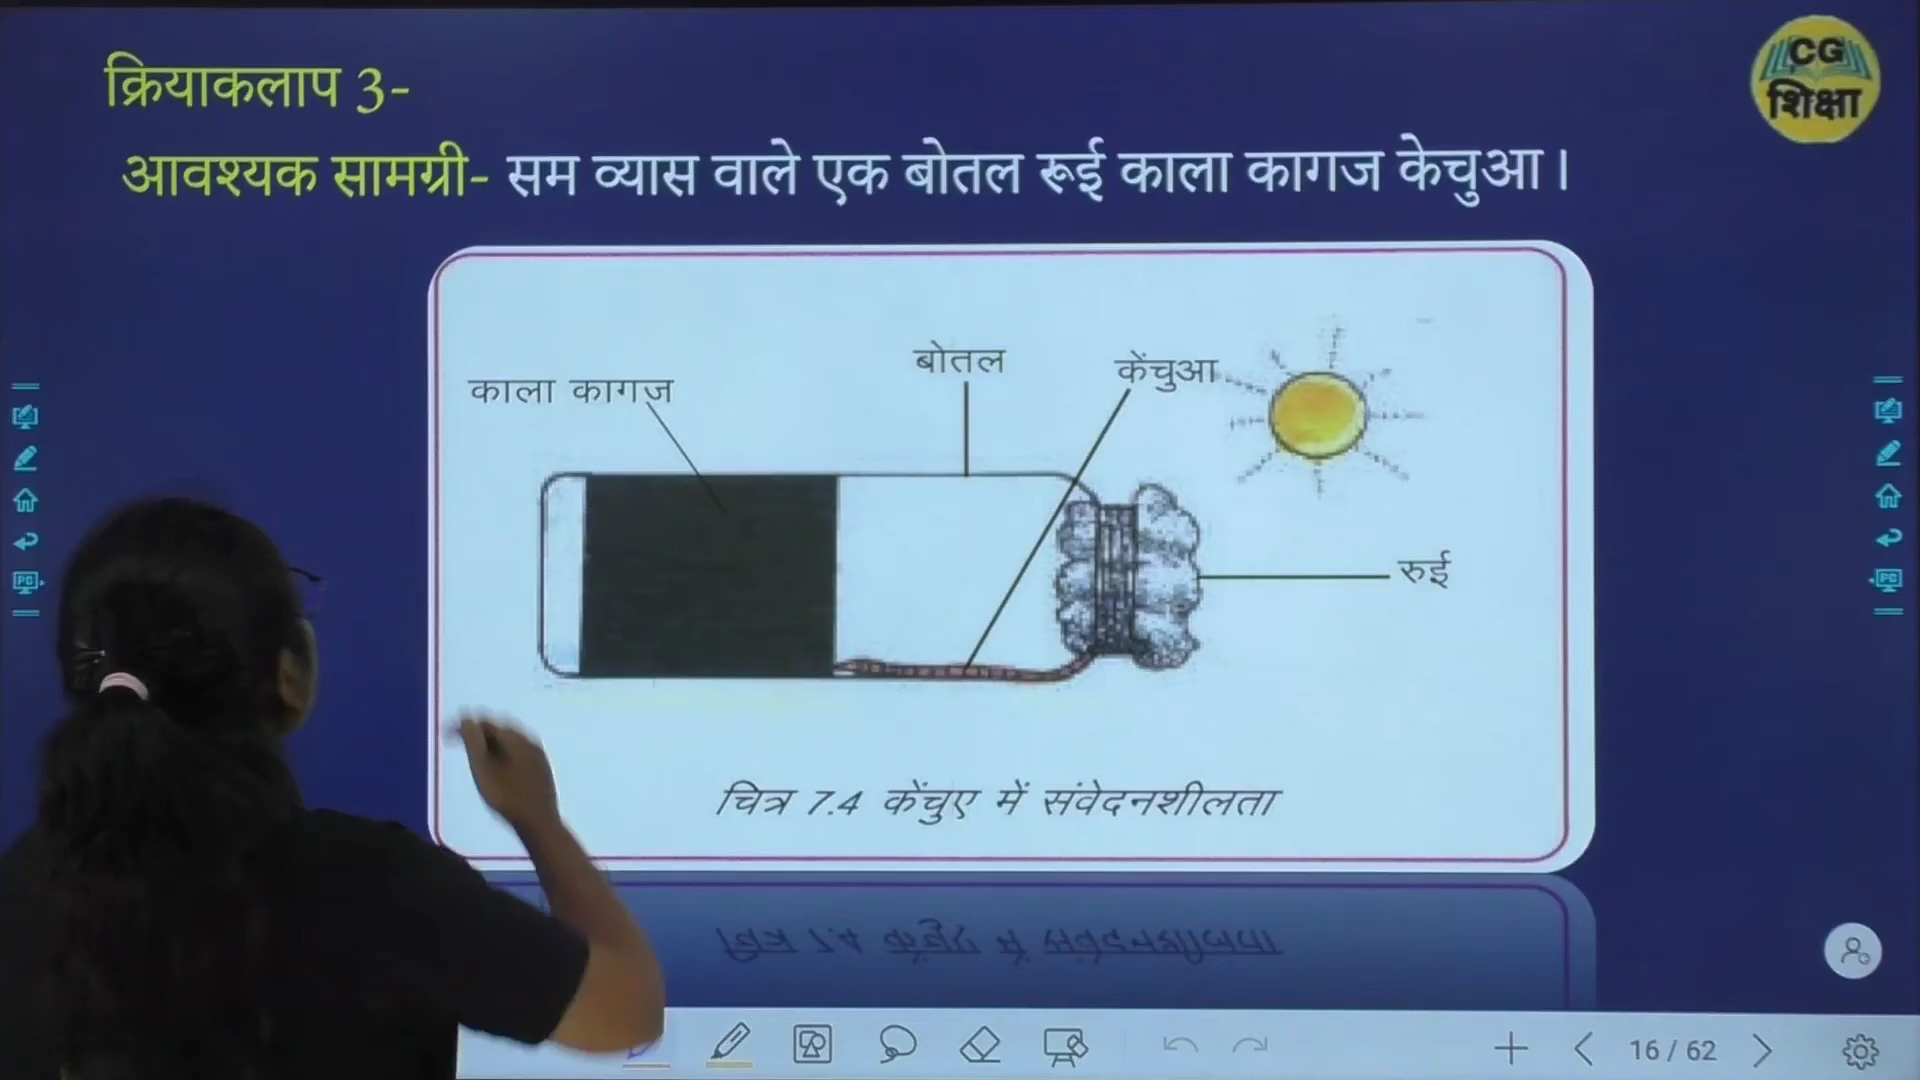 क्रियाकलाप 3-
CG
शिक्षा
आवश्यक सामग्री- सम व्यास वाले एक बोतल रूई काला कागज केचुआ।
काला कागज
बोतल
केंचुआ
रुई
चित्र 7.4 केंचुए में संवेदनशीलता
16 / 62